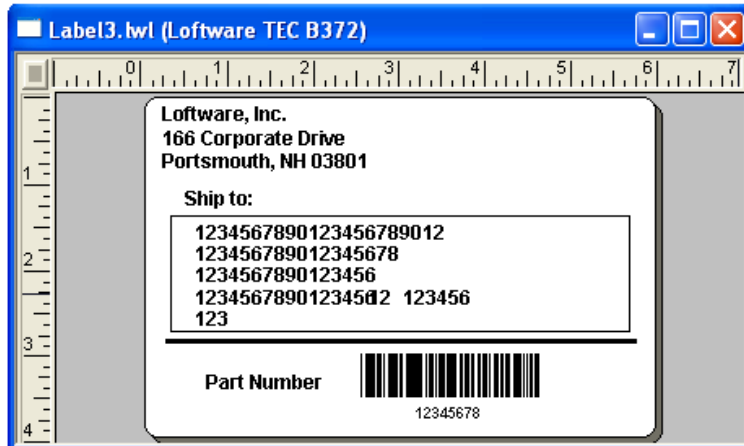 Label3.lwl (Loftware TEC B372)
0 1 2 3 4 5 6 7
Loftware, Inc.
166 Corporate Drive
Portsmouth, NH 03801
1
Ship to:
1234567890123456789012
2
123456789012345678
1234567890123456
123456789012345612 123456
123
3
Part Number
12345678
4